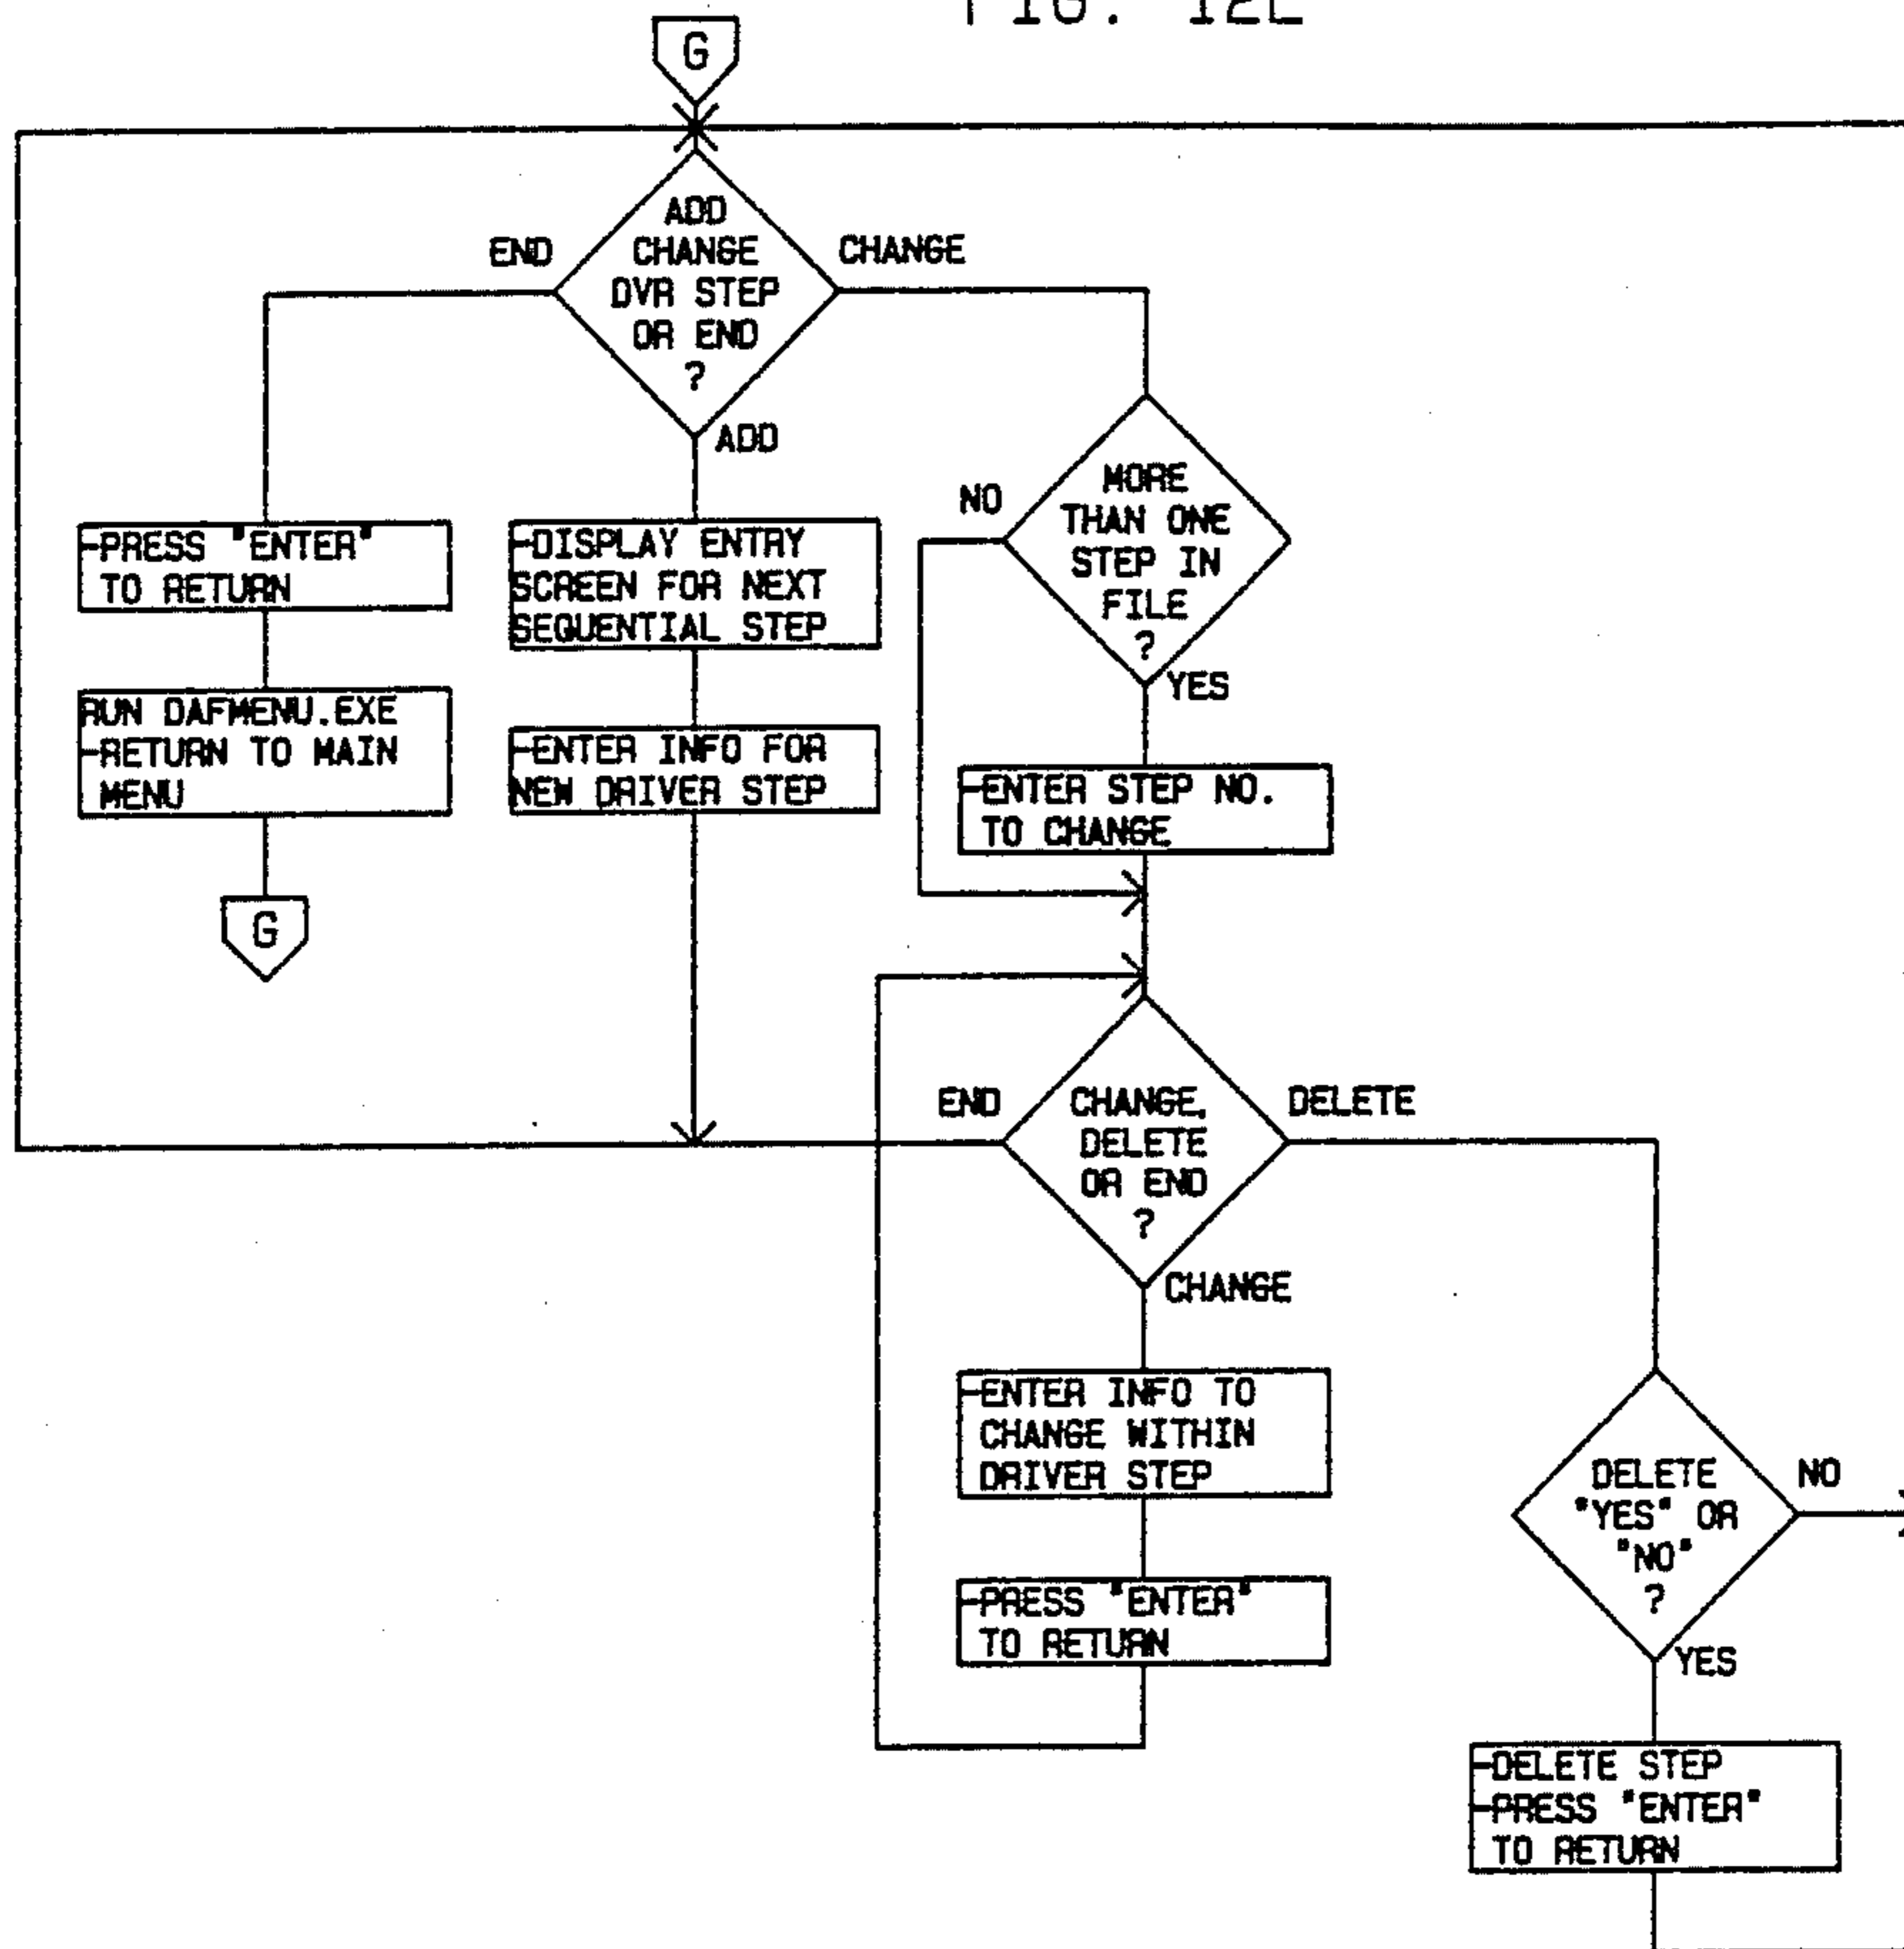 FIG. 12E
G
ADD
CHANGE
DVR STEP
OR END
?
END
CHANGE
ADD
-PRESS "ENTER"
TO RETURN
RUN DAFMENU.EXE
-RETURN TO MAIN
MENU
G
-DISPLAY ENTRY
SCREEN FOR NEXT
SEQUENTIAL STEP
-ENTER INFO FOR
NEW DRIVER STEP
MORE
THAN ONE
STEP IN
FILE
?
NO
YES
-ENTER STEP NO.
TO CHANGE
CHANGE,
DELETE
OR END
?
END
DELETE
CHANGE
-ENTER INFO TO
CHANGE WITHIN
DRIVER STEP
-PRESS "ENTER"
TO RETURN
DELETE
"YES" OR
"NO"
?
NO
YES
-DELETE STEP
-PRESS "ENTER"
TO RETURN